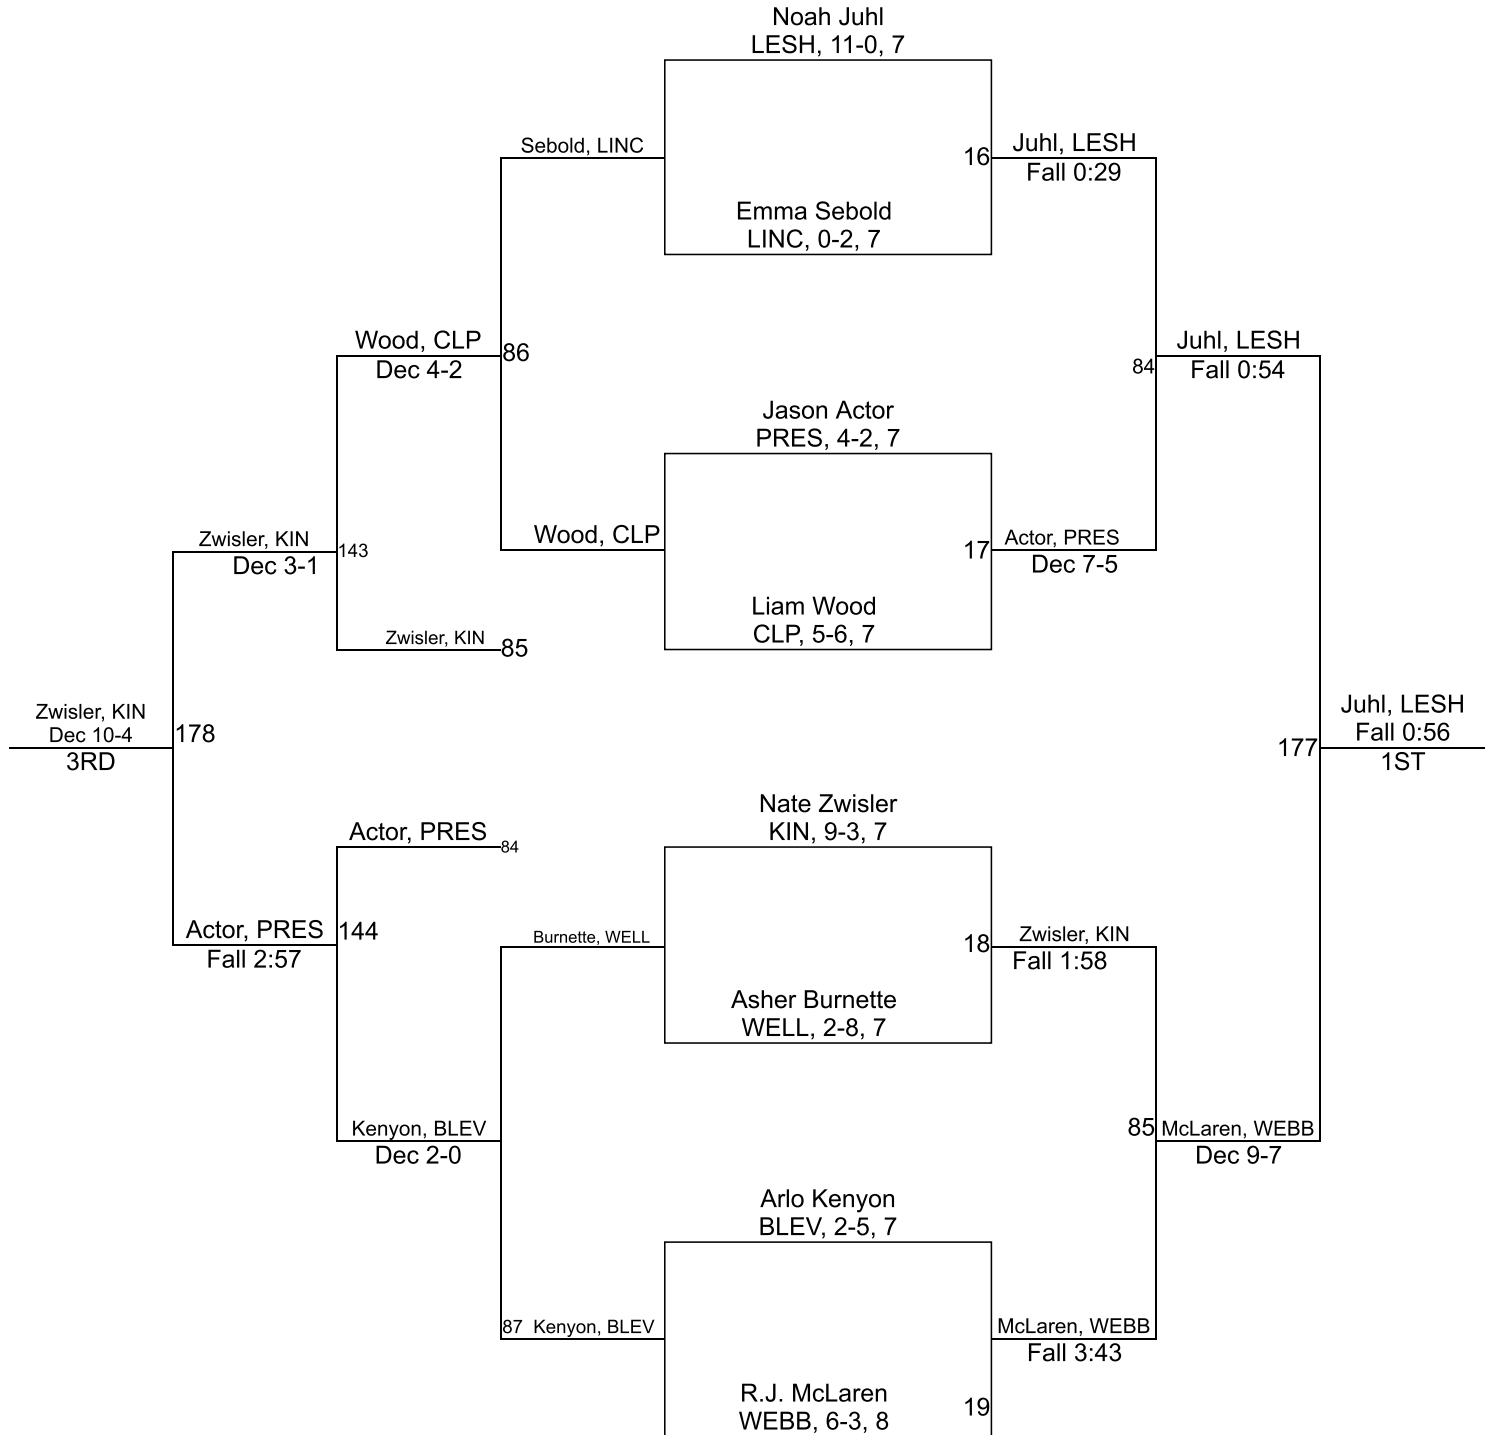 Noah Juhl
LESH, 11-0, 7
Sebold, LINC
16
Juhl, LESH
Fall 0:29
Emma Sebold
LINC, 0-2, 7
Wood, CLP
Dec 4-2
86
84
Juhl, LESH
Fall 0:54
Jason Actor
PRES, 4-2, 7
Zwisler, KIN
Dec 3-1
143
Wood, CLP
17
Actor, PRES
Dec 7-5
Liam Wood
CLP, 5-6, 7
Zwisler, KIN
85
Zwisler, KIN
Dec 10-4
3RD
178
177
Juhl, LESH
Fall 0:56
1ST
Nate Zwisler
KIN, 9-3, 7
Actor, PRES
84
Actor, PRES
Fall 2:57
144
Burnette, WELL
18
Zwisler, KIN
Fall 1:58
Asher Burnette
WELL, 2-8, 7
Kenyon, BLEV
Dec 2-0
85
McLaren, WEBB
Dec 9-7
Arlo Kenyon
BLEV, 2-5, 7
87
Kenyon, BLEV
McLaren, WEBB
Fall 3:43
R.J. McLaren
WEBB, 6-3, 8
19